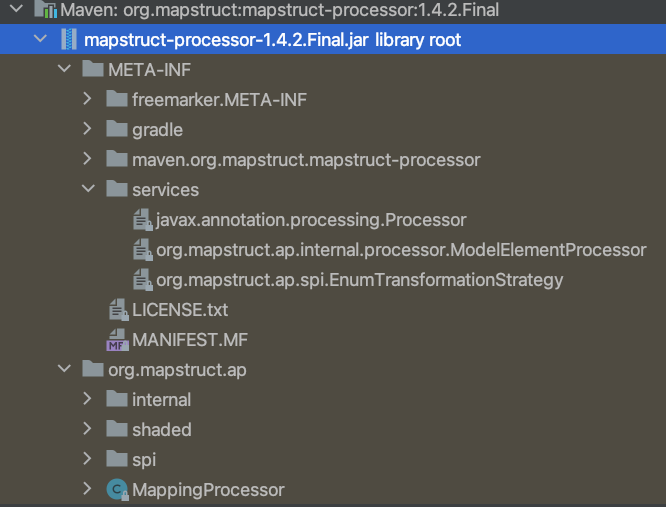 Maven: org.mapstruct:mapstruct-processor:1.4.2.Final
mapstruct-processor-1.4.2.Final.jar library root
META-INF
freemarker.META-INF
gradle
maven.org.mapstruct.mapstruct-processor
services
javax.annotation.processing.Processor
org.mapstruct.ap.internal.processor.ModelElementProcessor
org.mapstruct.ap.spi.EnumTransformationStrategy
LICENSE.txt
MF MANIFEST.MF
org.mapstruct.ap
internal
shaded
spi
C MappingProcessor